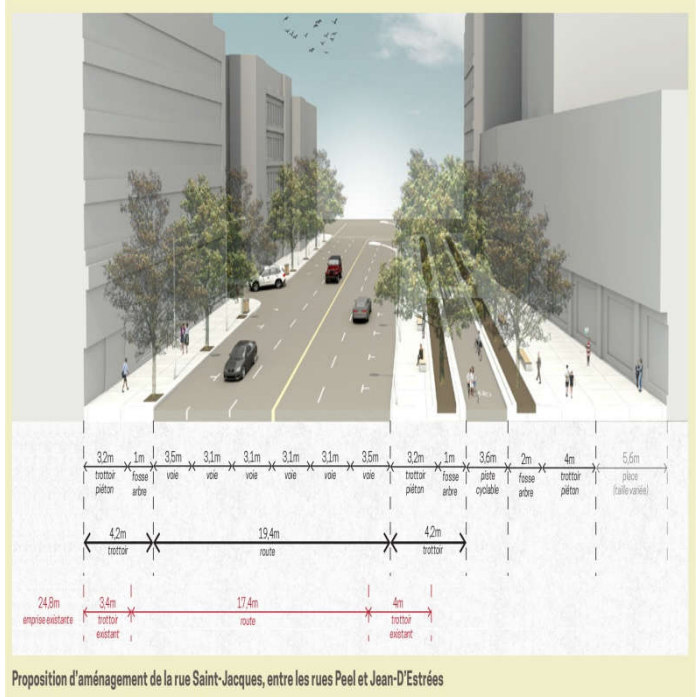 3,2m 1m 3,5m 3,1m 3,1m 3,1m 3,1m 3,5m 3,2m 1m 3,6m 2m 4m 5,6m
trottoir piéton fosse arbre voie voie voie voie voie voie trottoir piéton fosse arbre piste cyclable fosse arbre trottoir piéton place (taille variée)
4,2m 19,4m 4,2m
trottoir route trottoir
24,8m 3,4m 17,4m 4m
emprise existante trottoir existant route trottoir existant
Proposition d'aménagement de la rue Saint-Jacques, entre les rues Peel et Jean-D'Estrées